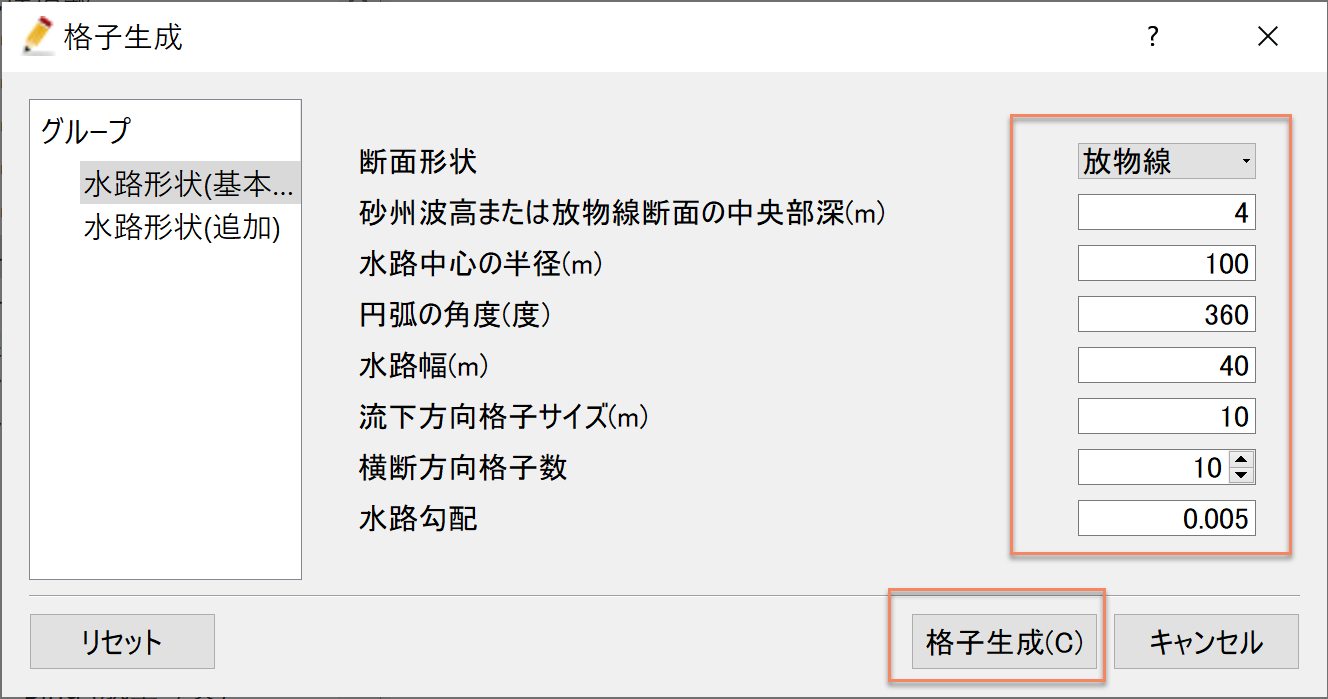 格子生成
?
グループ
水路形状(基本...
水路形状(追加)
断面形状 放物線
砂州波高または放物線断面の中央部深(m) 4
水路中心の半径(m) 100
円弧の角度(度) 360
水路幅(m) 40
流下方向格子サイズ(m) 10
横断方向格子数 10
水路勾配 0.005
リセット 格子生成(C) キャンセル